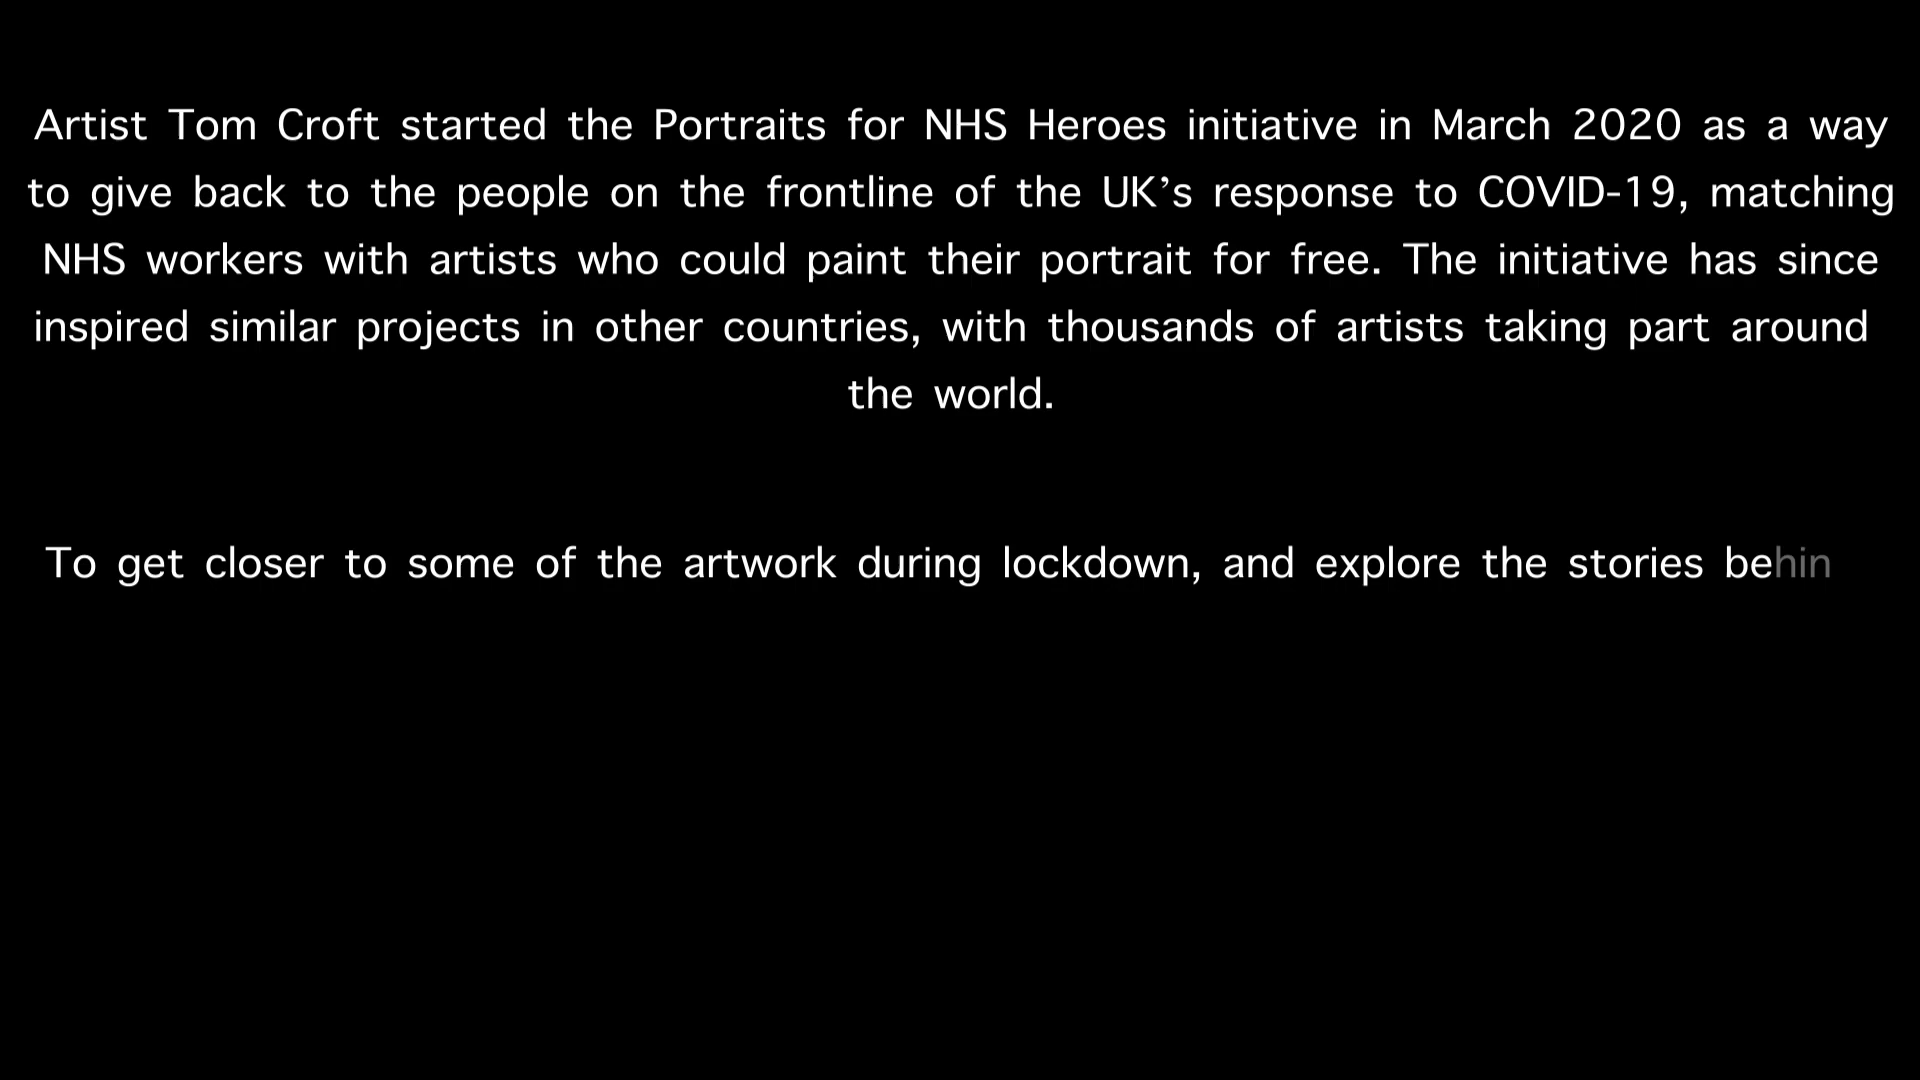 Artist Tom Croft started the Portraits for NHS Heroes initiative in March 2020 as a way
to give back to the people on the frontline of the UK’s response to COVID-19, matching
NHS workers with artists who could paint their portrait for free. The initiative has since
inspired similar projects in other countries, with thousands of artists taking part around
the world.
To get closer to some of the artwork during lockdown, and explore the stories behin